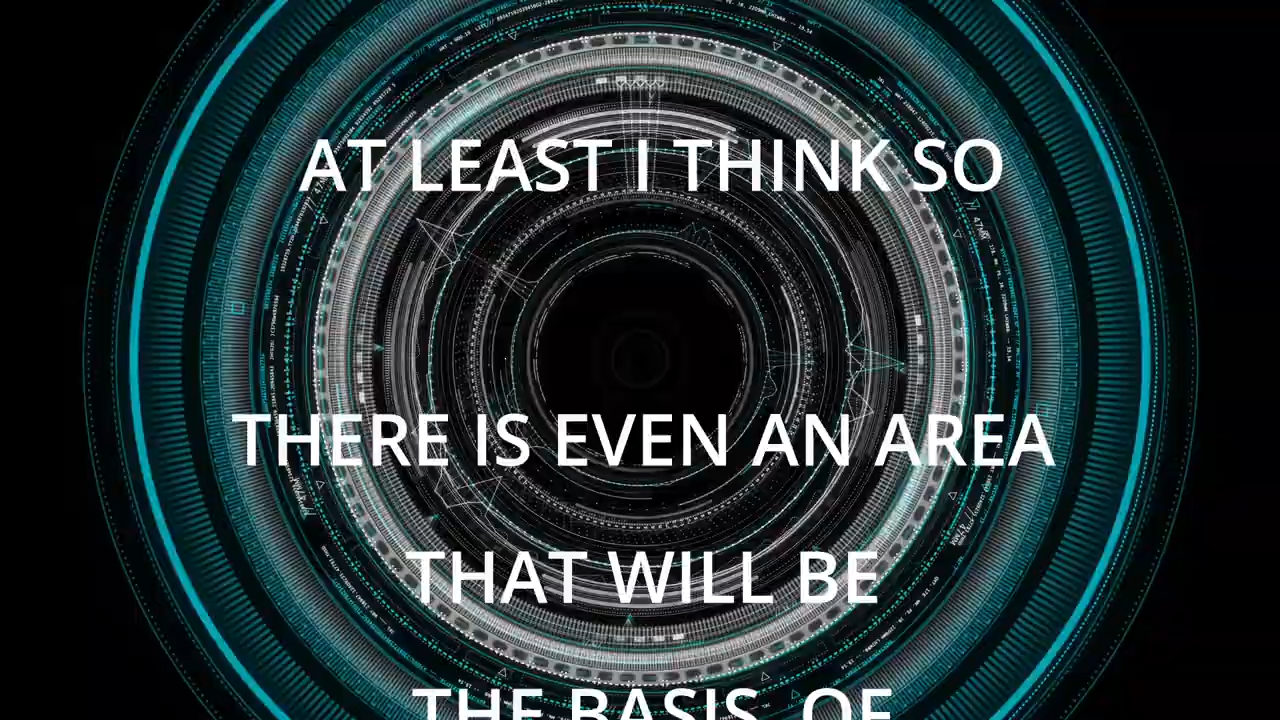 AT LEAST I THINK SO
THERE IS EVEN AN AREA
THAT WILL BE
THE BASIS OF